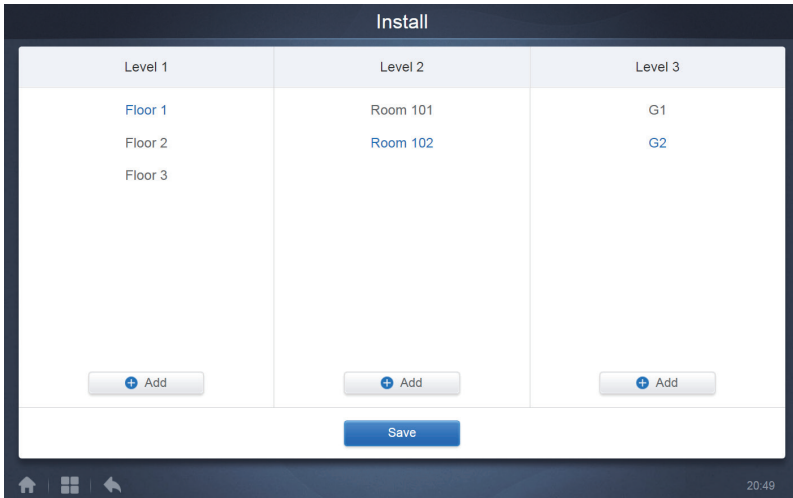 Install
Level 1 Level 2 Level 3
Floor 1 Room 101 G1
Floor 2 Room 102 G2
Floor 3
Add Add Add
Save
20:49